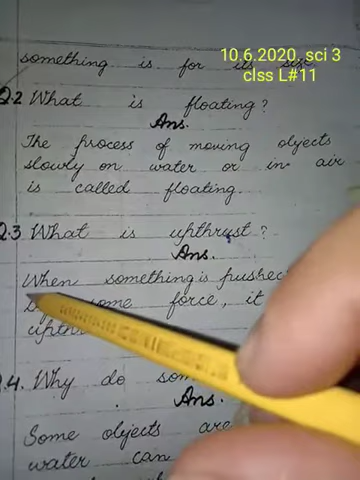 10.6.2020, sci 3
clss L#11
something is for its size.
Q.2 What is floating?
Ans.
The process of moving objects
slowly on water or in air
is called floating.
Q.3 What is upthrust?
Ans.
When something is pushed
some force, it
Q.4. Why do
Ans.
Some objects are
water can